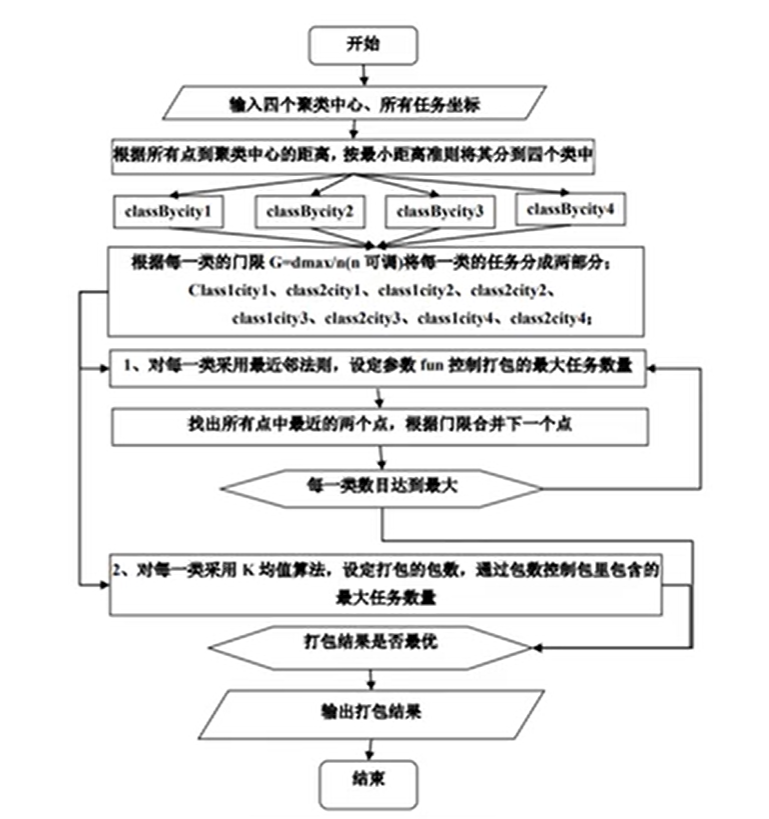 开始
输入四个聚类中心、所有任务坐标
根据所有点到聚类中心的距离，按最小距离准则将其分到四个类中
classBycity1
classBycity2
classBycity3
classBycity4
根据每一类的门限 G=dmax/n(n 可调)将每一类的任务分成两部分；
Class1city1、class2city1、class1city2、class2city2、
class1city3、class2city3、class1city4、class2city4；
1、对每一类采用最近邻法则，设定参数 fun 控制打包的最大任务数量
找出所有点中最近的两个点，根据门限合并下一个点
每一类数目达到最大
2、对每一类采用 K 均值算法，设定打包的包数，通过包数控制包里包含的
最大任务数量
打包结果是否最优
输出打包结果
结束